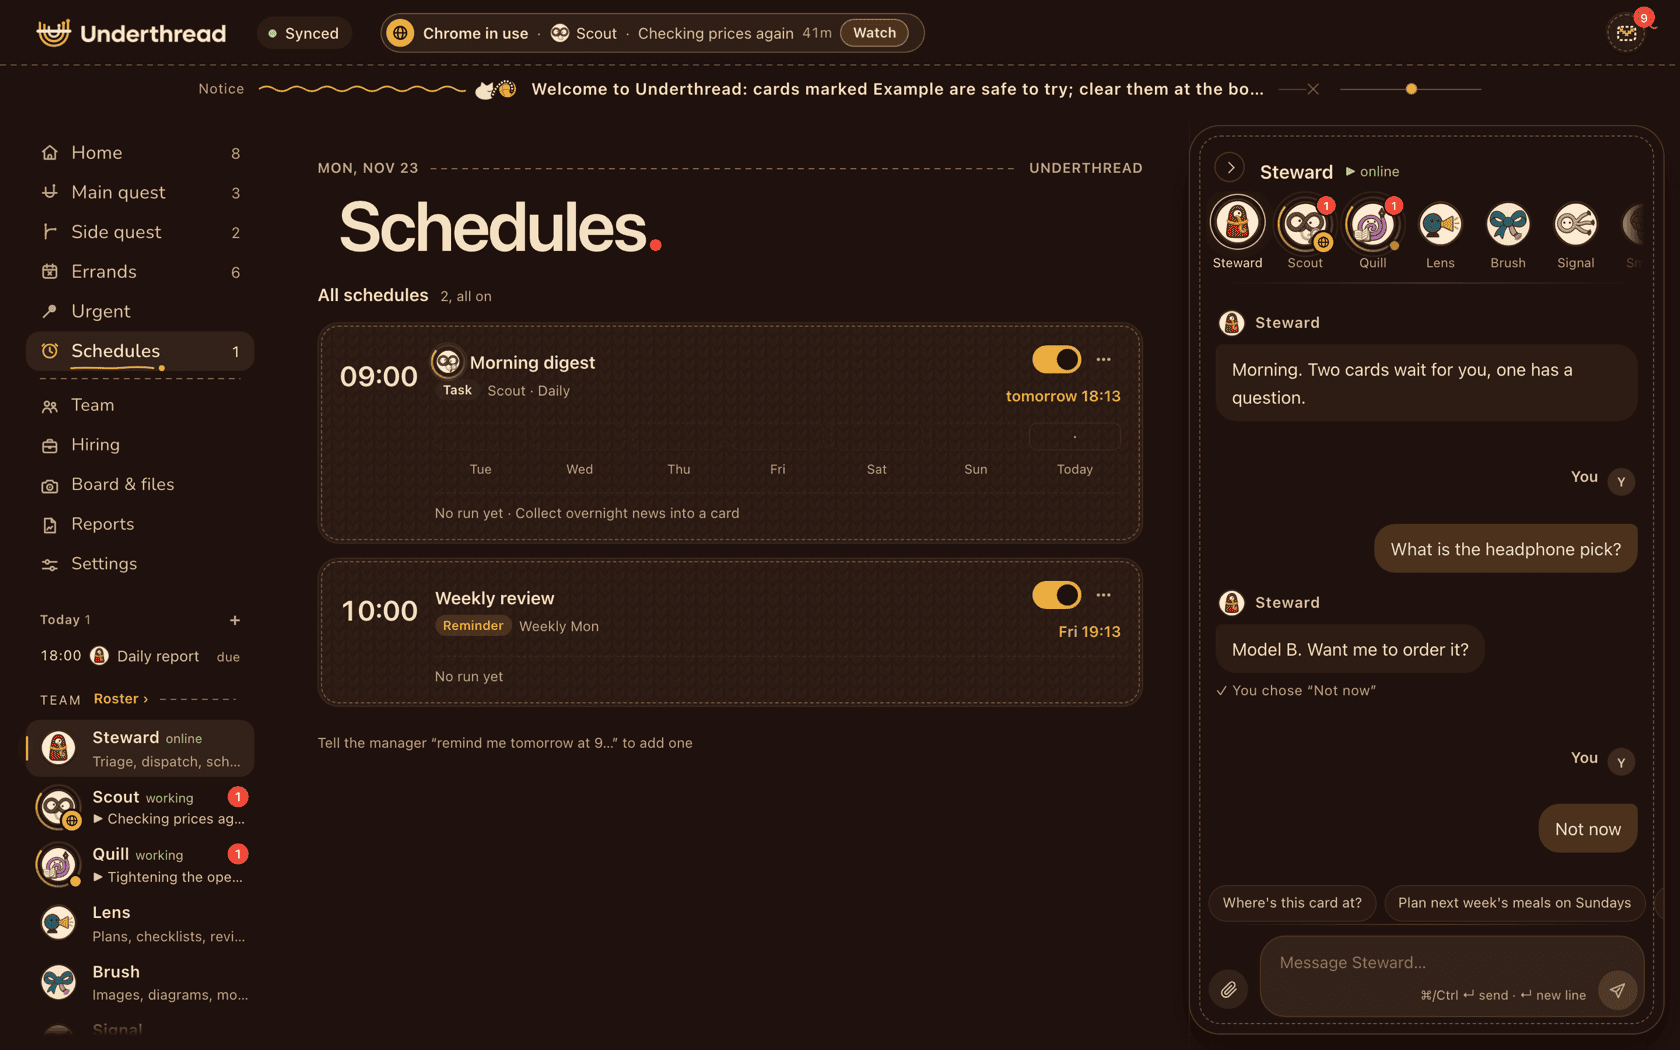 Underthread
Synced
Chrome in use · Scout · Checking prices again 41m Watch
9
Notice
Welcome to Underthread: cards marked Example are safe to try; clear them at the bo...
Home 8
Main quest 3
Side quest 2
Errands 6
Urgent
Schedules 1
Team
Hiring
Board & files
Reports
Settings
Today 1 +
18:00 Daily report due
TEAM Roster ›
Steward online
Triage, dispatch, sch...
Scout working 1
Checking prices ag...
Quill working 1
Tightening the ope...
Lens
Plans, checklists, revi...
Brush
Images, diagrams, mo...
Signal
MON, NOV 23 UNDERTHREAD
Schedules.
All schedules 2, all on
09:00 Morning digest
Task Scout · Daily
tomorrow 18:13
Tue Wed Thu Fri Sat Sun Today
No run yet · Collect overnight news into a card
10:00 Weekly review
Reminder Weekly Mon
Fri 19:13
No run yet
Tell the manager “remind me tomorrow at 9...” to add one
Steward online
1 1
Steward Scout Quill Lens Brush Signal
Steward
Morning. Two cards wait for you, one has a
question.
You Y
What is the headphone pick?
Steward
Model B. Want me to order it?
✓ You chose “Not now”
You Y
Not now
Where's this card at? Plan next week's meals on Sundays
Message Steward...
⌘/Ctrl ↵ send · ↵ new line